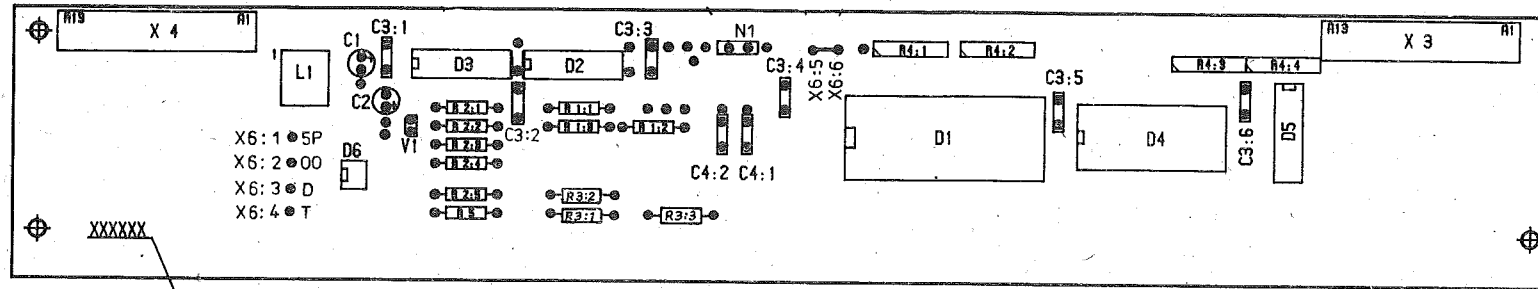 A19 X 4 A1
C3:1
C1
L1
1
C2
D3
D2
C3:3
N1
C3:4
X6:5
X6:6
R4:1
R4:2
A19 X 3 A1
R4:3
R4:4
C3:5
D1
D4
C3:6
D5
R2:1
R2:2
R2:3
R2:4
R2:5
R5
C3:2
V1
R1:1
R1:3
R1:2
C4:2
C4:1
R3:2
R3:1
R3:3
D6
X6:1 5P
X6:2 00
X6:3 D
X6:4 T
XXXXXX